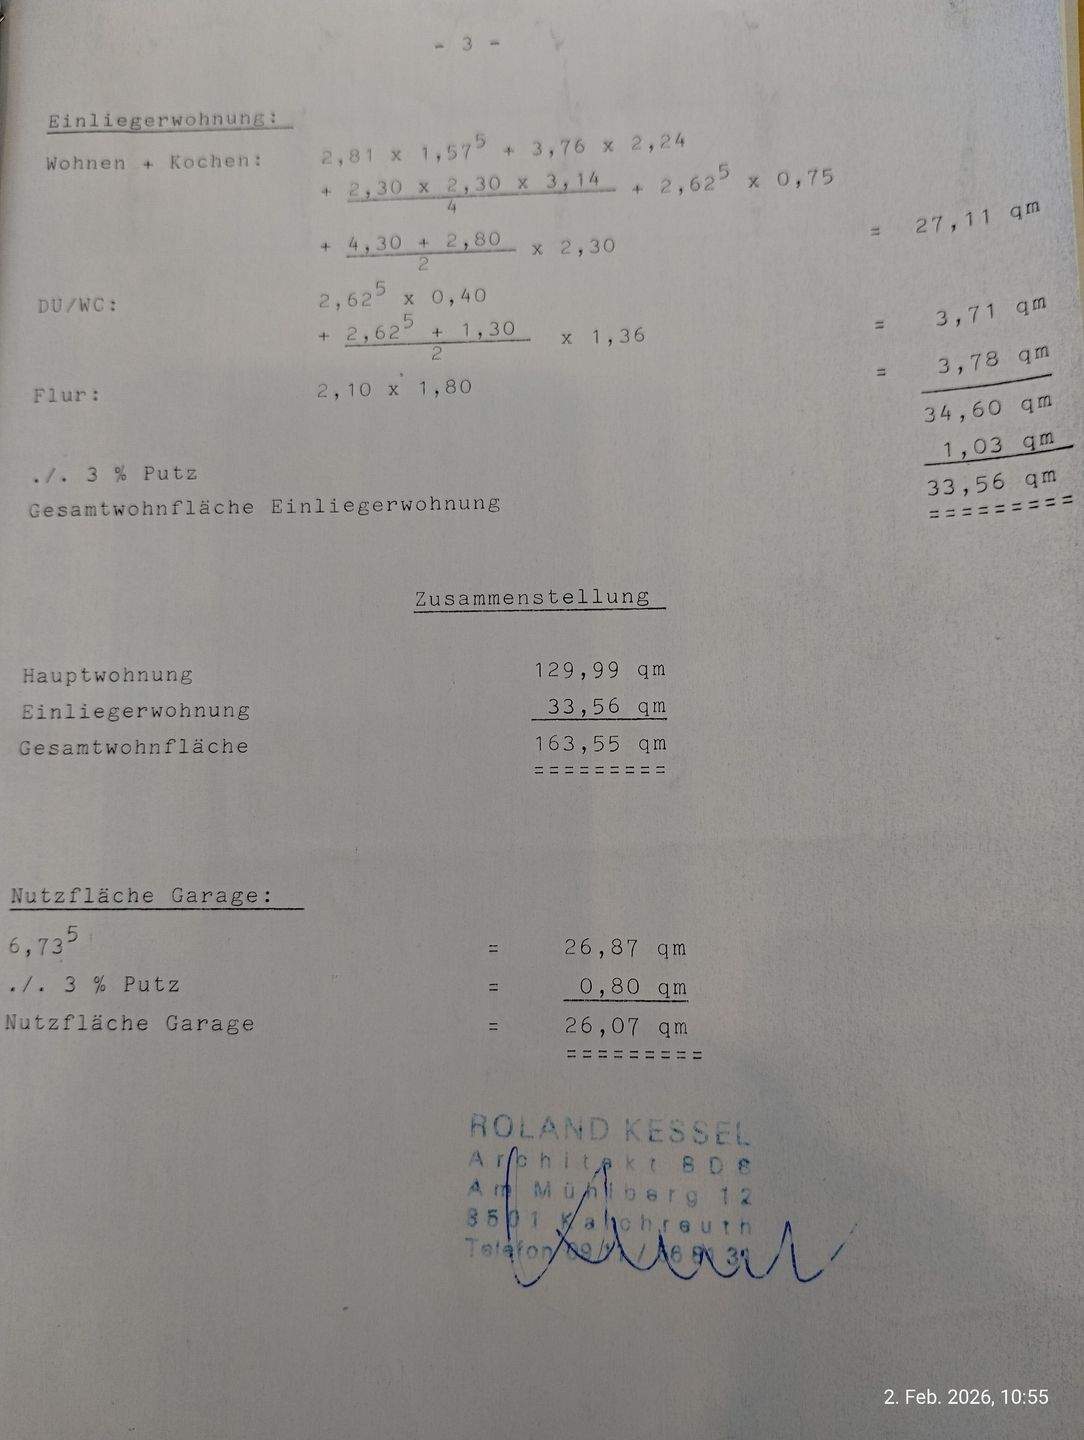 - 3 -
Einliegerwohnung:
Wohnen + Kochen: 2,81 x 1,57⁵ + 3,76 x 2,24
+ 2,30 x 2,30 x 3,14 + 2,62⁵ x 0,75
4
= 27,11 qm
+ 4,30 + 2,80 x 2,30
2
DU/WC: 2,62⁵ x 0,40
+ 2,62⁵ + 1,30 x 1,36 = 3,71 qm
2
Flur: 2,10 x 1,80 = 3,78 qm
34,60 qm
./. 3 % Putz 1,03 qm
Gesamtwohnfläche Einliegerwohnung 33,56 qm
=========
Zusammenstellung
Hauptwohnung 129,99 qm
Einliegerwohnung 33,56 qm
Gesamtwohnfläche 163,55 qm
=========
Nutzfläche Garage:
6,73⁵ = 26,87 qm
./. 3 % Putz = 0,80 qm
Nutzfläche Garage = 26,07 qm
=========
ROLAND KESSEL
Architekt BDB
Am Mühlberg 12
8501 Kalchreuth
Telefon
2. Feb. 2026, 10:55